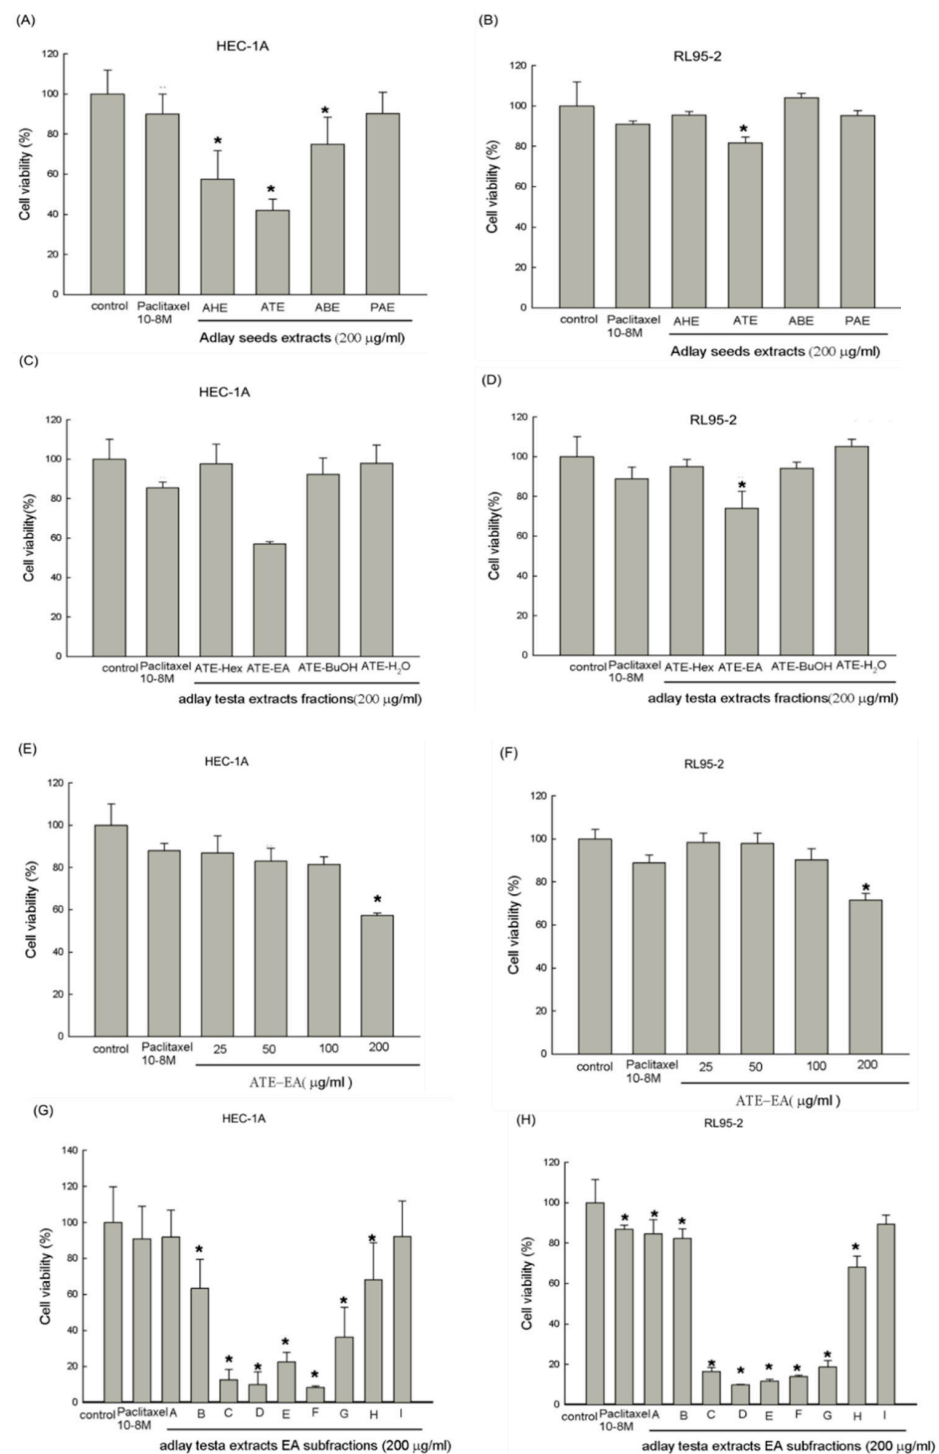 (A)
HEC-1A
120
100
80
60
40
20
0
Cell viability (%)
*
*
*
control Paclitaxel AHE ATE ABE PAE
10-8M
Adlay seeds extracts (200 μg/ml)
(B)
RL95-2
120
100
80
60
40
20
0
Cell viability (%)
*
control Paclitaxel AHE ATE ABE PAE
10-8M
Adlay seeds extracts (200 μg/ml)
(C)
HEC-1A
120
100
80
60
40
20
0
Cell viability(%)
control Paclitaxel ATE-Hex ATE-EA ATE-BuOH ATE-H₂O
10-8M
adlay testa extracts fractions(200 μg/ml)
(D)
RL95-2
120
100
80
60
40
20
0
Cell viability (%)
*
control Paclitaxel ATE-Hex ATE-EA ATE-BuOH ATE-H₂O
10-8M
adlay testa extracts fractions(200 μg/ml)
(E)
HEC-1A
120
100
80
60
40
20
0
Cell viability (%)
*
control Paclitaxel 25 50 100 200
10-8M
ATE–EA( μg/ml )
(F)
RL95-2
120
100
80
60
40
20
0
Cell viability (%)
*
control Paclitaxel 25 50 100 200
10-8M
ATE–EA( μg/ml )
(G)
HEC-1A
140
120
100
80
60
40
20
0
Cell viability (%)
* * * * * * *
control Paclitaxel A B C D E F G H I
10-8M
adlay testa extracts EA subfractions (200 μg/ml)
(H)
RL95-2
120
100
80
60
40
20
0
Cell viability (%)
* * * * * * * * *
control Paclitaxel A B C D E F G H I
10-8M
adlay testa extracts EA subfractions (200 μg/ml)